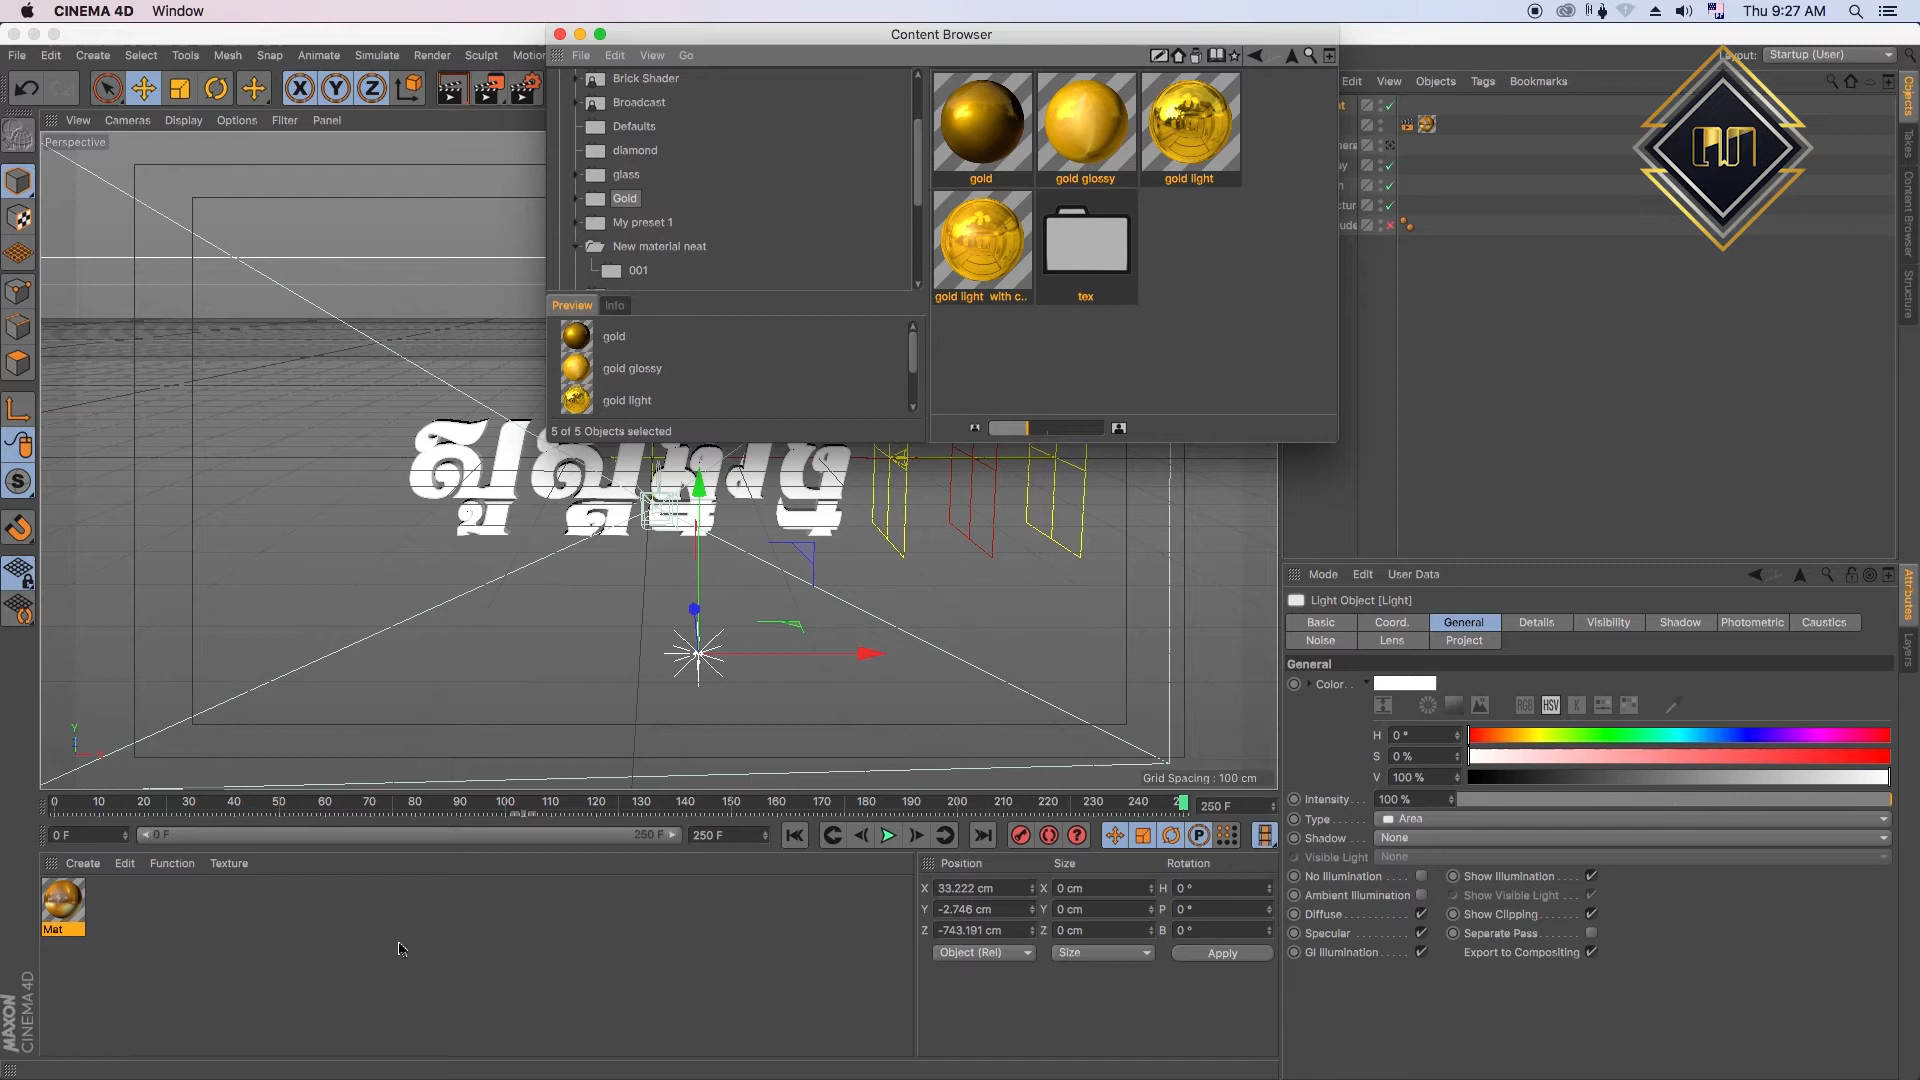 CINEMA 4D Window
Thu 9:27 AM
Content Browser
File Edit Create Select Tools Mesh Snap Animate Simulate Render Sculpt Motion
File Edit View Go
Layout: Startup (User)
Edit View Objects Tags Bookmarks
View Cameras Display Options Filter Panel
Perspective
Brick Shader
Broadcast
Defaults
diamond
glass
Gold
My preset 1
New material neat
001
gold
gold glossy
gold light
gold light with c..
tex
Preview Info
gold
gold glossy
gold light
5 of 5 Objects selected
Objects
Takes
Content Browser
Structure
Grid Spacing : 100 cm
Mode Edit User Data
Light Object [Light]
Basic Coord. General Details Visibility Shadow Photometric Caustics
Noise Lens Project
General
Color. .
RGB HSV K
H 0 °
S 0 %
V 100 %
Intensity. . . 100 %
Type. . . . . Area
Shadow . . . None
Visible Light None
No Illumination . . . . Show Illumination . . . .
Ambient Illumination Show Visible Light . . .
Diffuse. . . . . . . . . . . Show Clipping. . . . . . .
Specular. . . . . . . . . . Separate Pass. . . . . . .
GI Illumination. . . . . Export to Compositing
Attributes
Layers
0 10 20 30 40 50 60 70 80 90 100 110 120 130 140 150 160 170 180 190 200 210 220 230 240
250 F
0 F 0 F 250 F 250 F
Create Edit Function Texture
Mat
Position Size Rotation
X 33.222 cm X 0 cm H 0 °
Y -2.746 cm Y 0 cm P 0 °
Z -743.191 cm Z 0 cm B 0 °
Object (Rel) Size Apply
MAXON CINEMA 4D